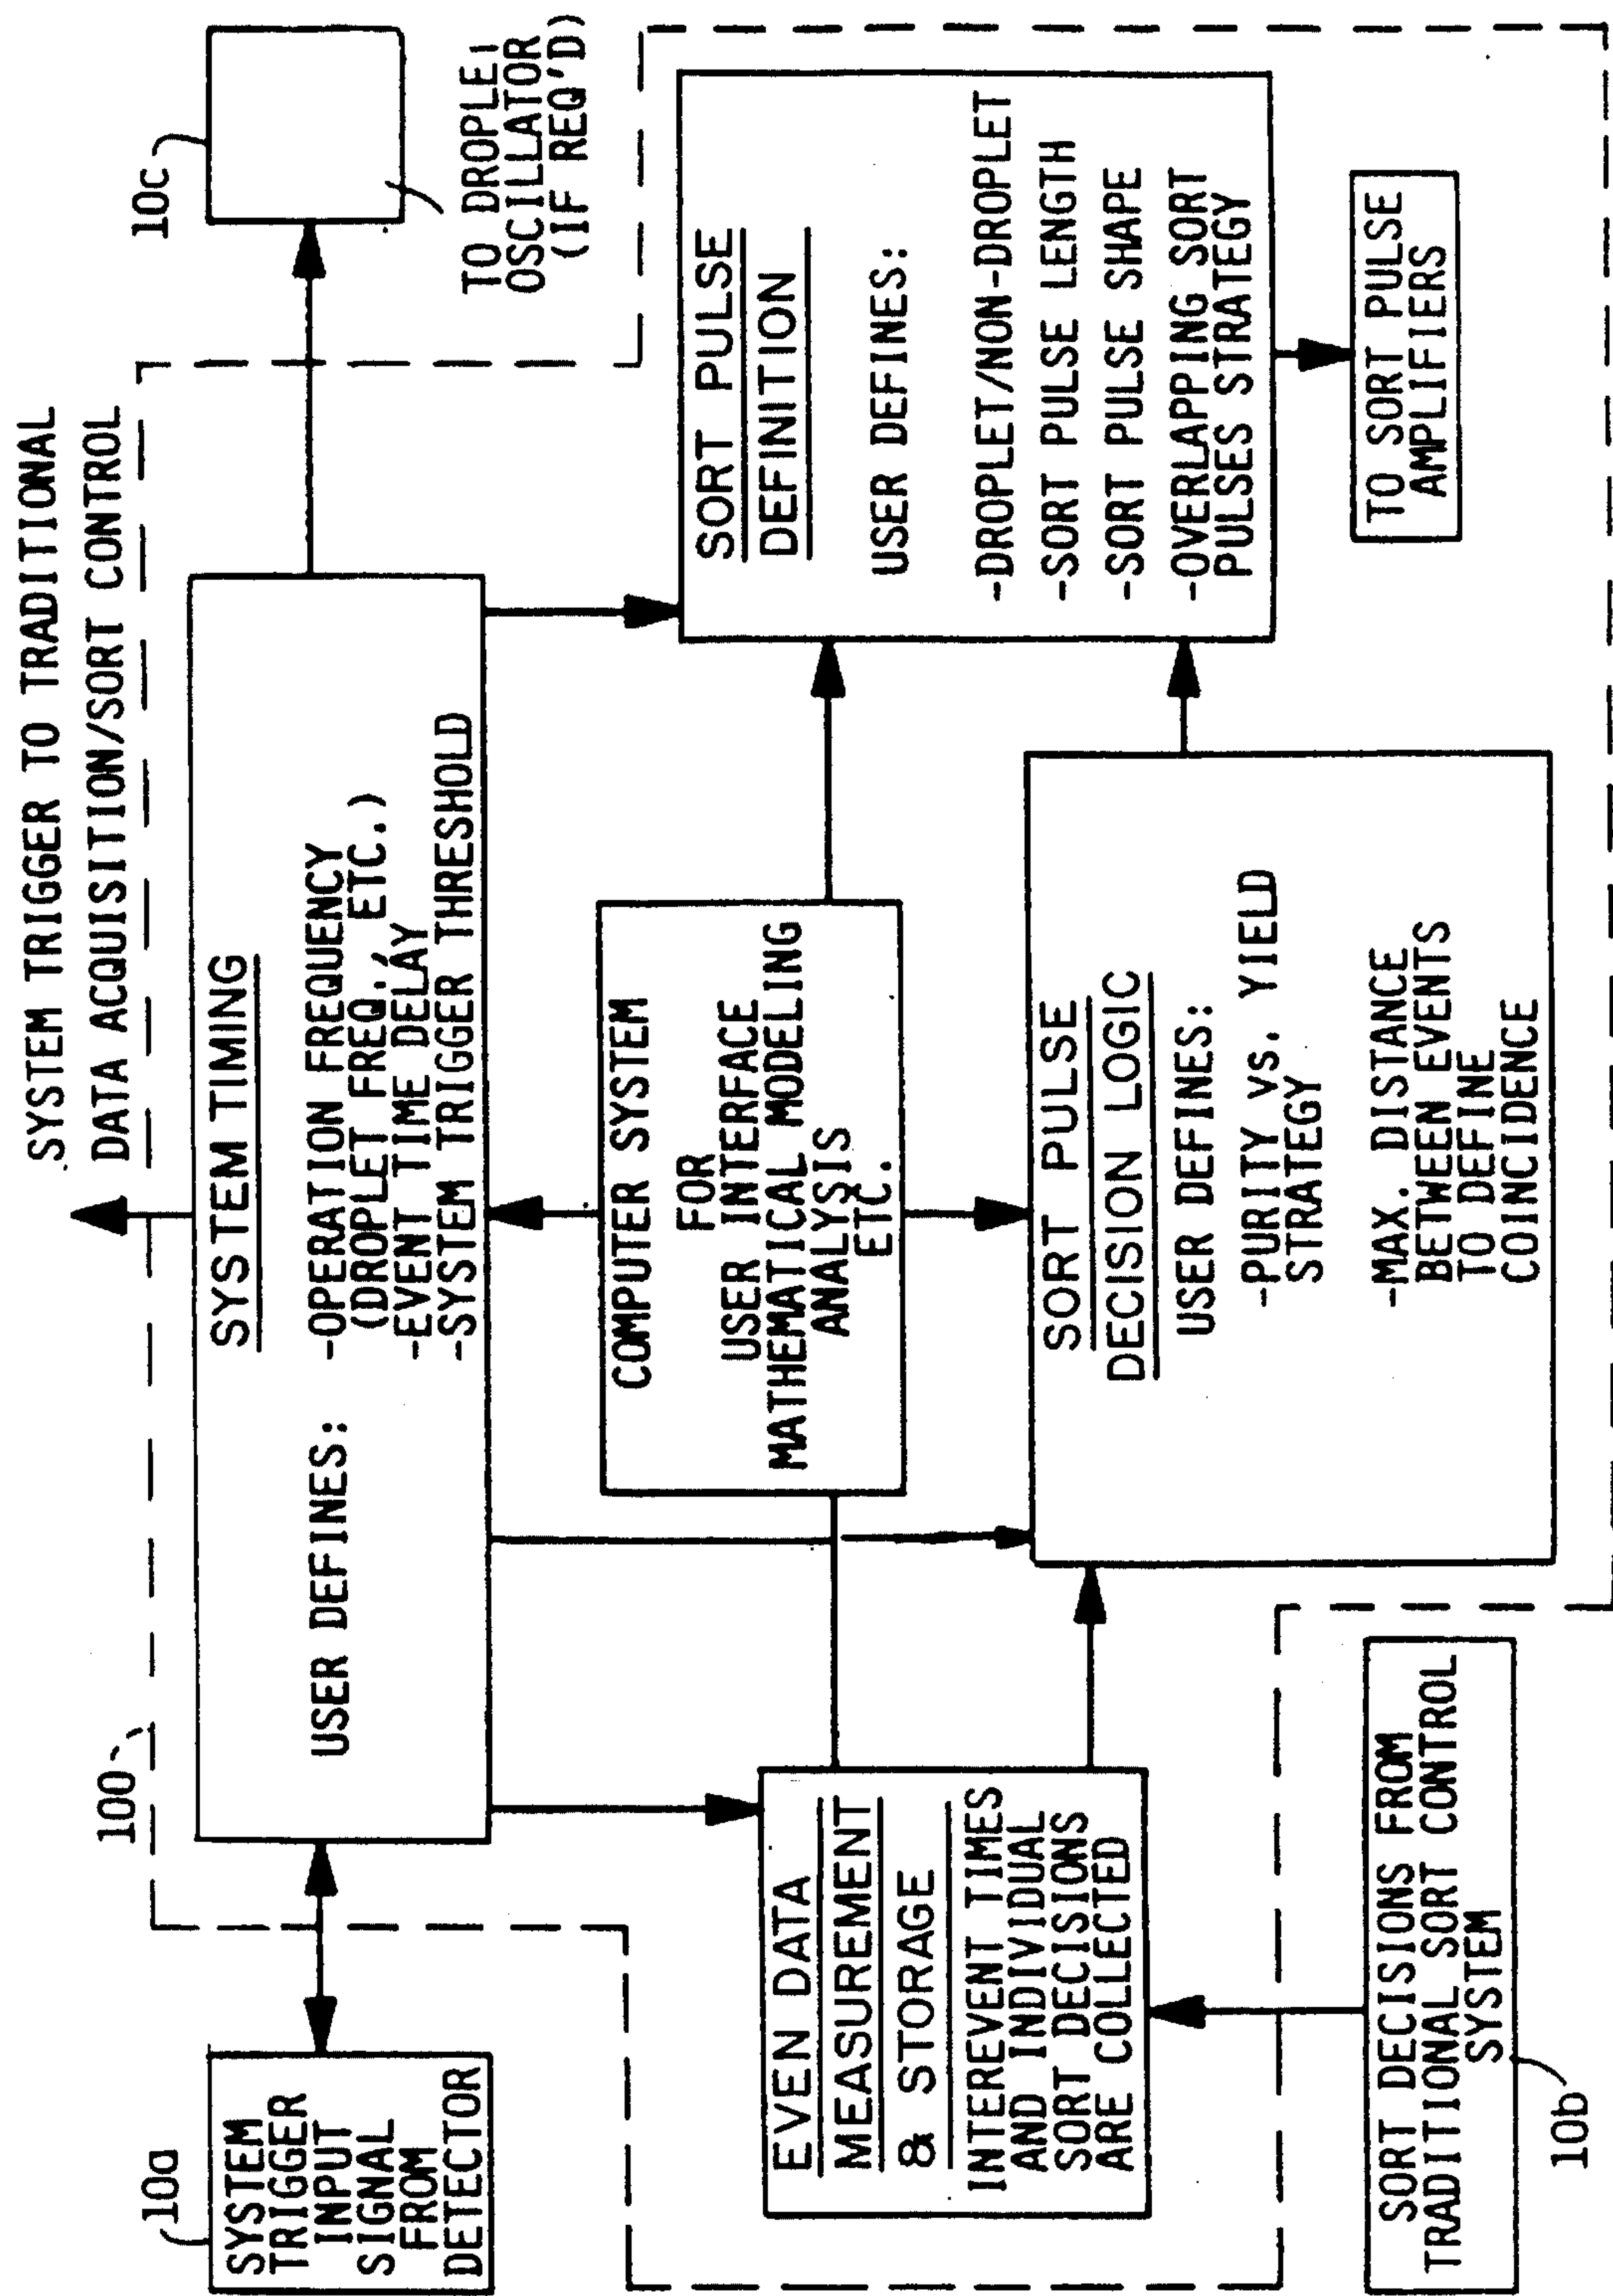 SYSTEM TRIGGER TO TRADITIONAL
DATA ACQUISITION/SORT CONTROL
100
10a
SYSTEM
TRIGGER
INPUT
SIGNAL
FROM
DETECTOR
SYSTEM TIMING
USER DEFINES:
-OPERATION FREQUENCY
(DROPLET FREQ., ETC.)
-EVENT TIME DELAY
-SYSTEM TRIGGER THRESHOLD
10c
TO DROPLET
OSCILLATOR
(IF REQ'D)
EVEN DATA
MEASUREMENT
& STORAGE
INTEREVENT TIMES
AND INDIVIDUAL
SORT DECISIONS
ARE COLLECTED
COMPUTER SYSTEM
FOR
USER INTERFACE
MATHEMATICAL MODELING
ANALYSIS
ETC.
SORT PULSE
DEFINITION
USER DEFINES:
-DROPLET/NON-DROPLET
-SORT PULSE LENGTH
-SORT PULSE SHAPE
-OVERLAPPING SORT
PULSES STRATEGY
SORT PULSE
DECISION LOGIC
USER DEFINES:
-PURITY vs. YIELD
STRATEGY
-MAX. DISTANCE
BETWEEN EVENTS
TO DEFINE
COINCIDENCE
TO SORT PULSE
AMPLIFIERS
SORT DECISIONS FROM
TRADITIONAL SORT CONTROL
SYSTEM
10b